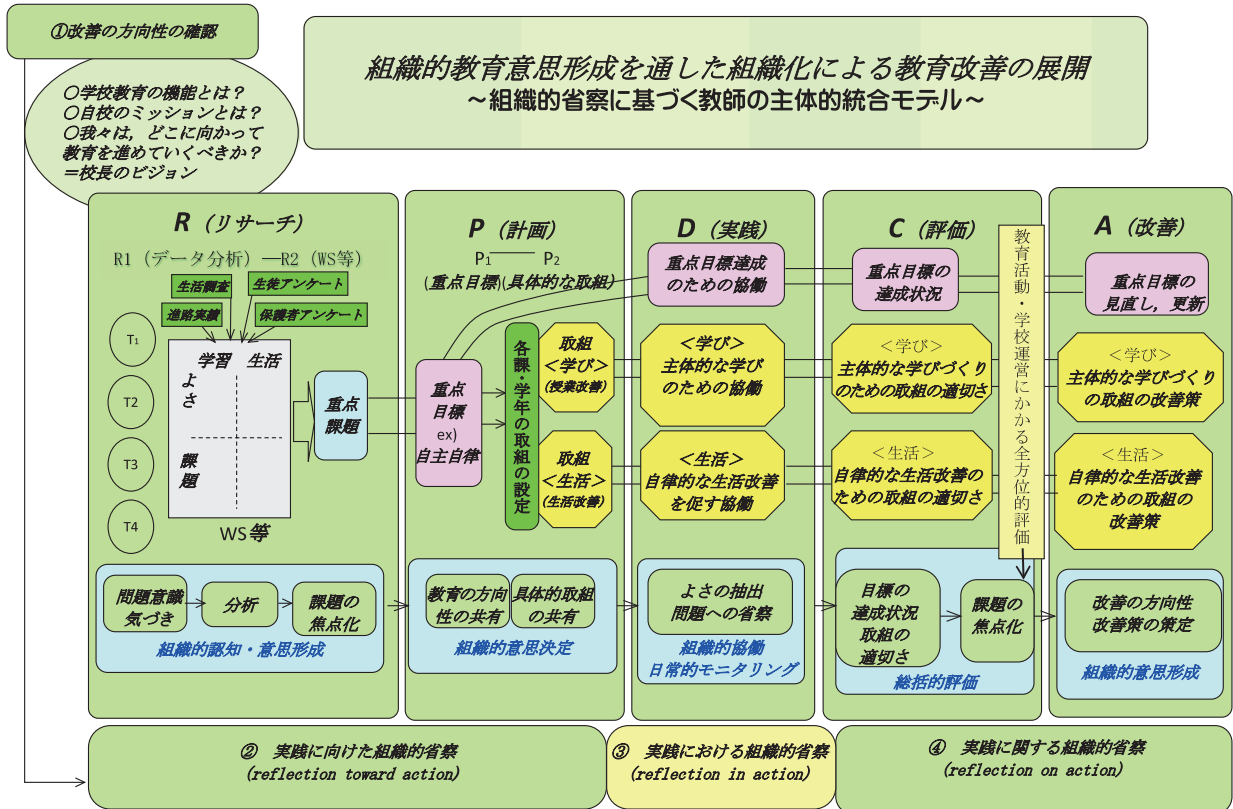 ①改善の方向性の確認
組織的教育意思形成を通した組織化による教育改善の展開
～組織的省察に基づく教師の主体的統合モデル～
○学校教育の機能とは？
○自校のミッションとは？
○我々は，どこに向かって
教育を進めていくべきか？
＝校長のビジョン
R（リサーチ）
R1（データ分析）―R2（WS等）
生活調査
生徒アンケート
進路実績
保護者アンケート
T1
T2
T3
T4
学習 生活
よさ
課題
WS等
重点
課題
問題意識
気づき
分析
課題の
焦点化
組織的認知・意思形成
P（計画）
P1 P2
(重点目標)(具体的な取組)
重点
目標
ex)
自主自律
各課・学年の取組の設定
取組
＜学び＞
(授業改善)
取組
＜生活＞
(生活改善)
教育の方向
性の共有
具体的取組
の共有
組織的意思決定
D（実践）
重点目標達成
のための協働
＜学び＞
主体的な学び
のための協働
＜生活＞
自律的な生活改善
を促す協働
よさの抽出
問題への省察
組織的協働
日常的モニタリング
C（評価）
重点目標の
達成状況
＜学び＞
主体的な学びづくり
のための取組の適切さ
＜生活＞
自律的な生活改善の
ための取組の適切さ
教育活動・学校運営にかかる全方位的評価
目標の
達成状況
取組の
適切さ
課題の
焦点化
総括的評価
A（改善）
重点目標の
見直し，更新
＜学び＞
主体的な学びづくり
の取組の改善策
＜生活＞
自律的な生活改善
のための取組の
改善策
改善の方向性
改善策の策定
組織的意思形成
② 実践に向けた組織的省察
(reflection toward action)
③ 実践における組織的省察
(reflection in action)
④ 実践に関する組織的省察
(reflection on action)